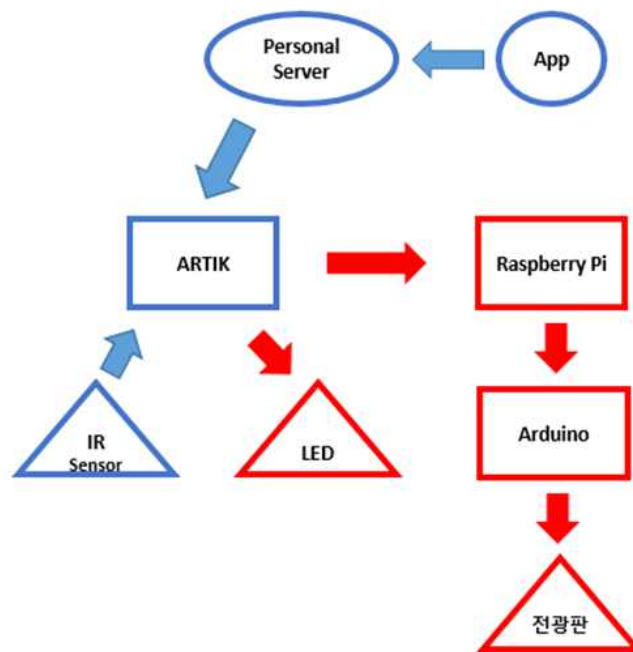 Personal
Server
App
ARTIK
Raspberry Pi
IR
Sensor
LED
Arduino
전광판